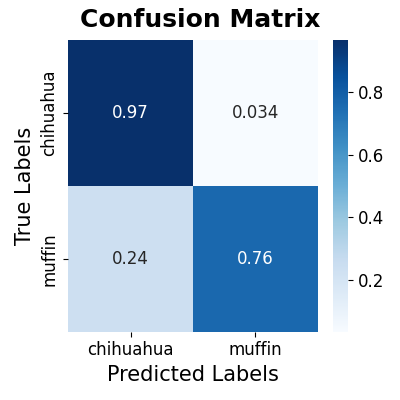 Confusion Matrix
True Labels
chihuahua
0.97
0.034
muffin
0.24
0.76
chihuahua
muffin
Predicted Labels
0.8
0.6
0.4
0.2